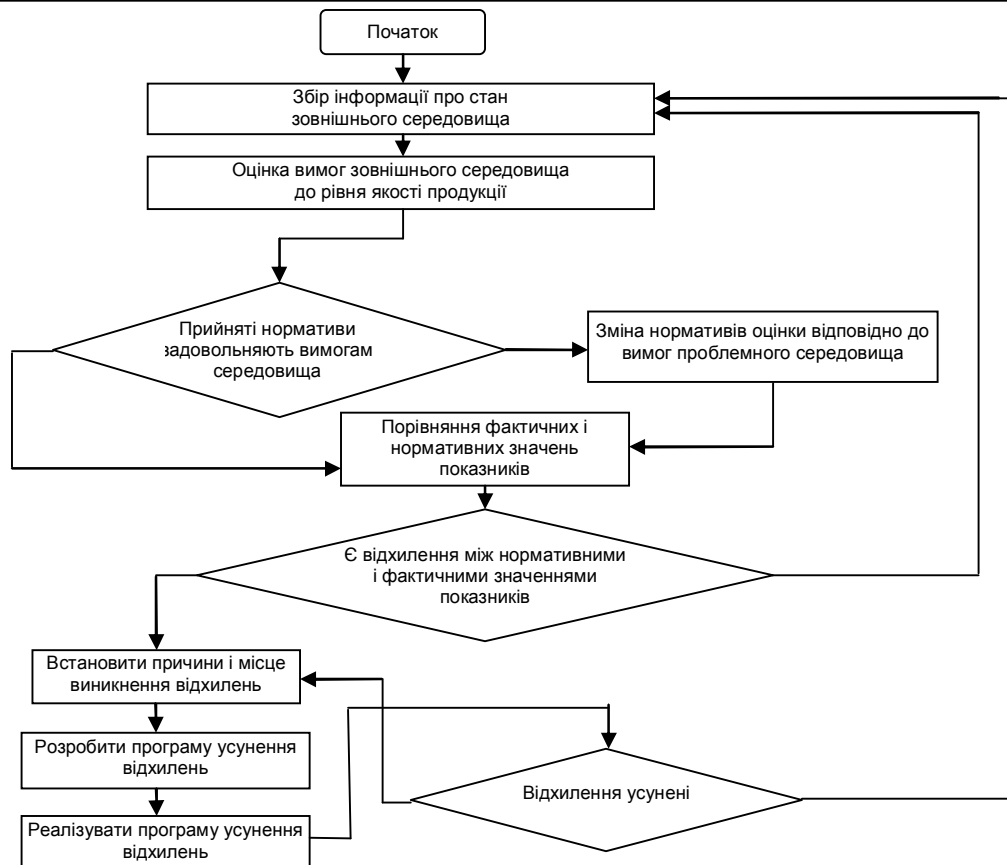 Початок
Збір інформації про стан
зовнішнього середовища
Оцінка вимог зовнішнього середовища
до рівня якості продукції
Прийняті нормативи
задовольняють вимогам
середовища
Зміна нормативів оцінки відповідно до
вимог проблемного середовища
Порівняння фактичних і
нормативних значень
показників
Є відхилення між нормативними
і фактичними значеннями
показників
Встановити причини і місце
виникнення відхилень
Розробити програму усунення
відхилень
Відхилення усунені
Реалізувати програму усунення
відхилень